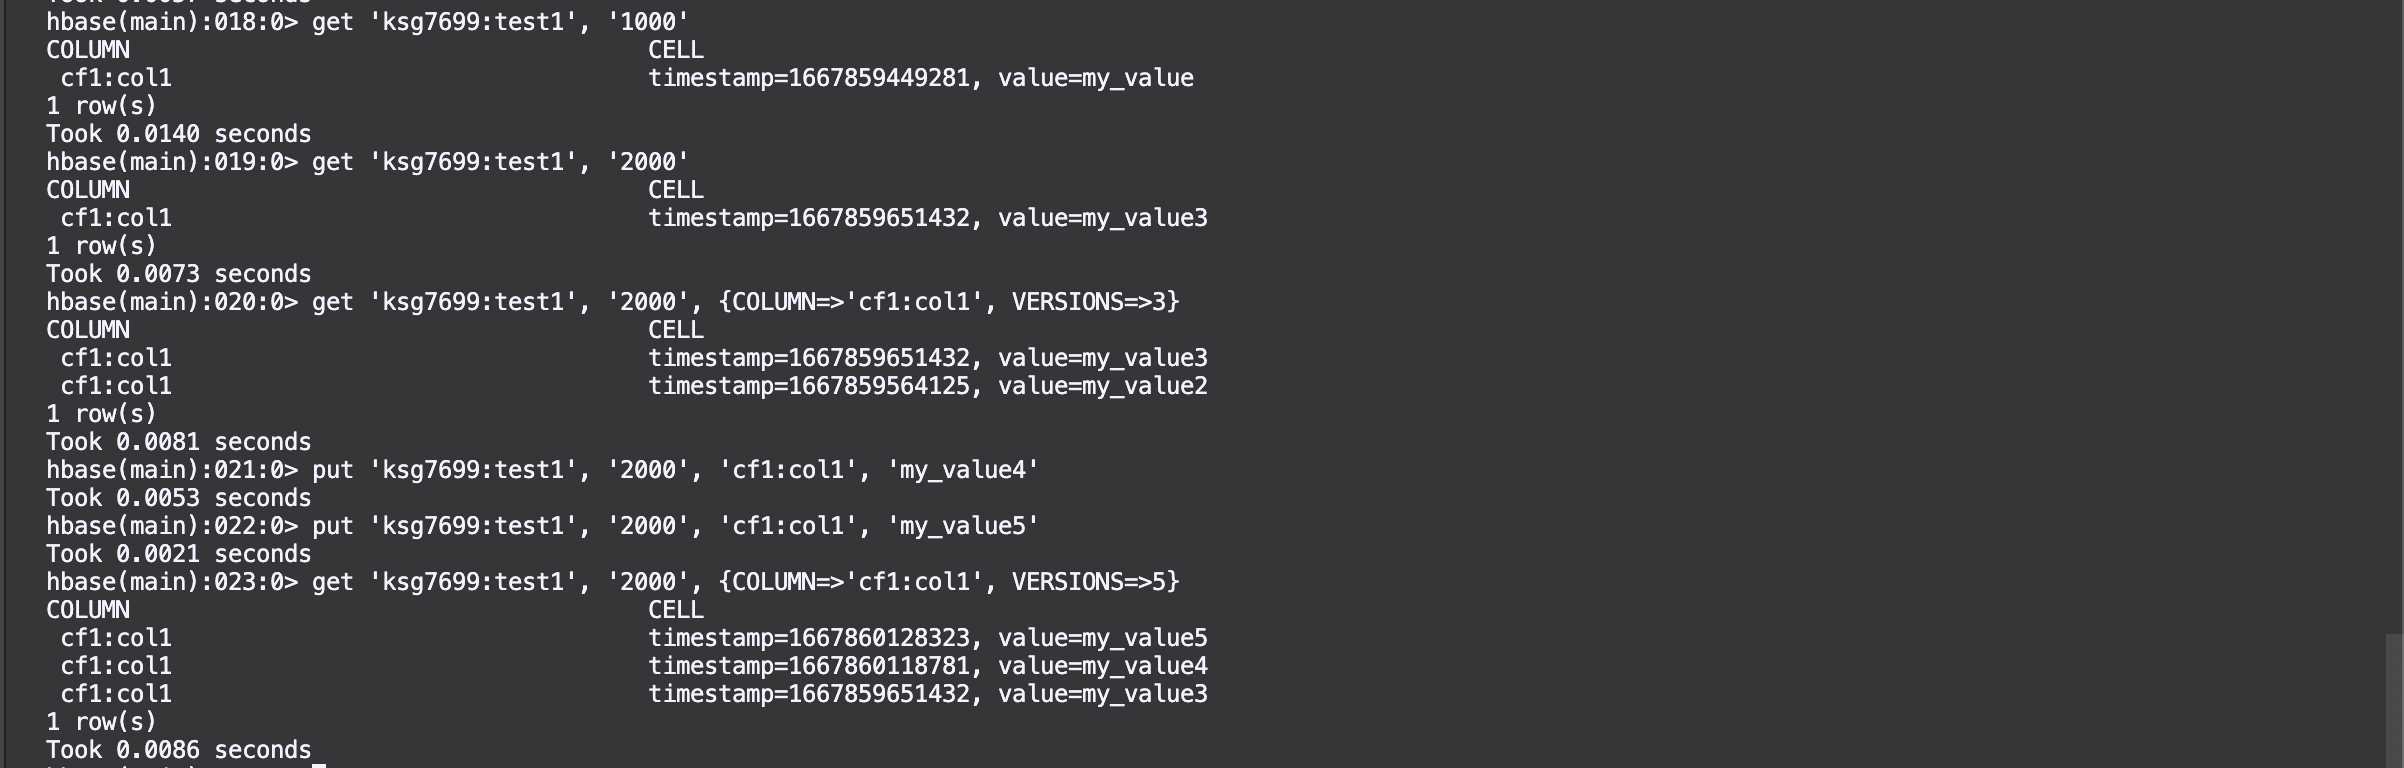 hbase(main):018:0> get 'ksg7699:test1', '1000'
COLUMN                                     CELL
 cf1:col1                                  timestamp=1667859449281, value=my_value
1 row(s)
Took 0.0140 seconds
hbase(main):019:0> get 'ksg7699:test1', '2000'
COLUMN                                     CELL
 cf1:col1                                  timestamp=1667859651432, value=my_value3
1 row(s)
Took 0.0073 seconds
hbase(main):020:0> get 'ksg7699:test1', '2000', {COLUMN=>'cf1:col1', VERSIONS=>3}
COLUMN                                     CELL
 cf1:col1                                  timestamp=1667859651432, value=my_value3
 cf1:col1                                  timestamp=1667859564125, value=my_value2
1 row(s)
Took 0.0081 seconds
hbase(main):021:0> put 'ksg7699:test1', '2000', 'cf1:col1', 'my_value4'
Took 0.0053 seconds
hbase(main):022:0> put 'ksg7699:test1', '2000', 'cf1:col1', 'my_value5'
Took 0.0021 seconds
hbase(main):023:0> get 'ksg7699:test1', '2000', {COLUMN=>'cf1:col1', VERSIONS=>5}
COLUMN                                     CELL
 cf1:col1                                  timestamp=1667860128323, value=my_value5
 cf1:col1                                  timestamp=1667860118781, value=my_value4
 cf1:col1                                  timestamp=1667859651432, value=my_value3
1 row(s)
Took 0.0086 seconds